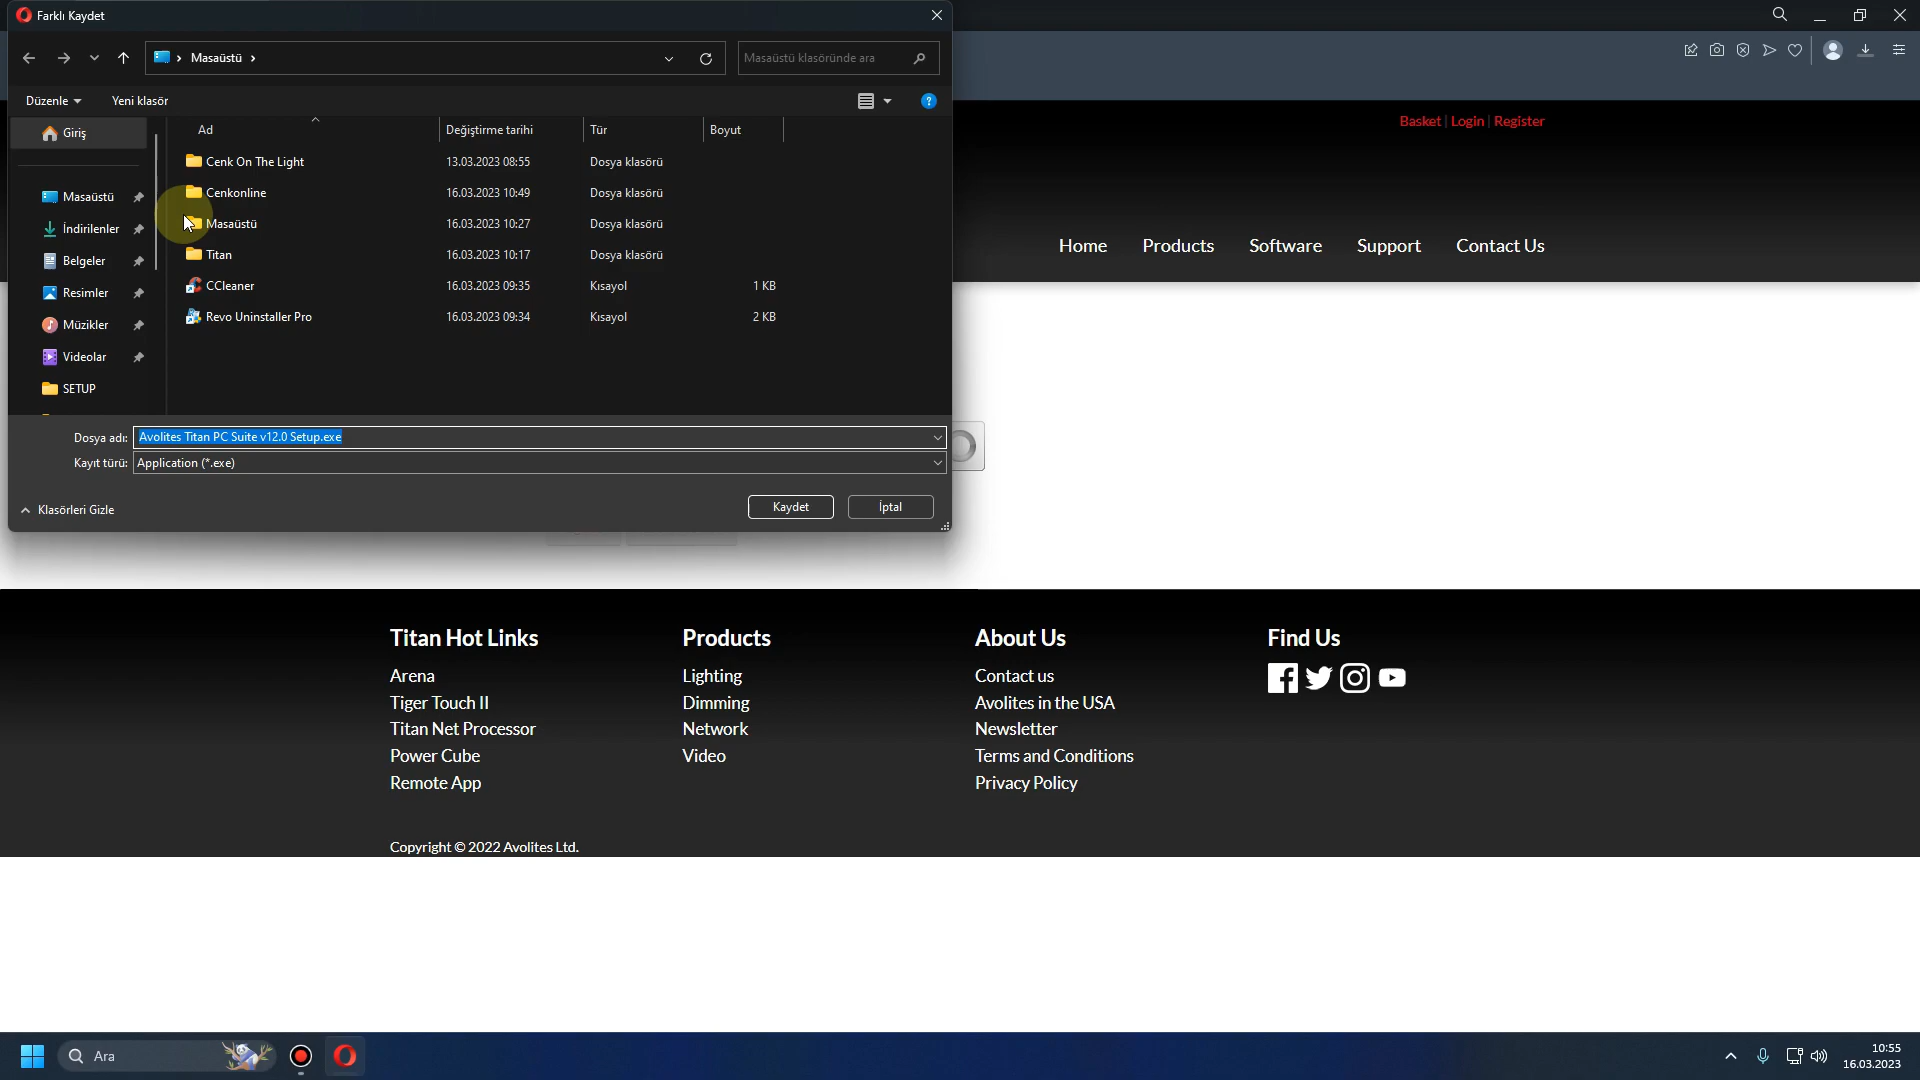 Farklı Kaydet
Masaüstü
Masaüstü klasöründe ara
Düzenle
Yeni klasör
Giriş
Masaüstü
İndirilenler
Belgeler
Resimler
Müzikler
Videolar
SETUP
Ad
Değiştirme tarihi
Tür
Boyut
Cenk On The Light
13.03.2023 08:55
Dosya klasörü
Cenkonline
16.03.2023 10:49
Dosya klasörü
Masaüstü
16.03.2023 10:27
Dosya klasörü
Titan
16.03.2023 10:17
Dosya klasörü
CCleaner
16.03.2023 09:35
Kısayol
1 KB
Revo Uninstaller Pro
16.03.2023 09:34
Kısayol
2 KB
Dosya adı:
Avolites Titan PC Suite v12.0 Setup.exe
Kayıt türü:
Application (*.exe)
Klasörleri Gizle
Kaydet
İptal
Basket | Login | Register
Home
Products
Software
Support
Contact Us
Titan Hot Links
Arena
Tiger Touch II
Titan Net Processor
Power Cube
Remote App
Products
Lighting
Dimming
Network
Video
About Us
Contact us
Avolites in the USA
Newsletter
Terms and Conditions
Privacy Policy
Find Us
Copyright © 2022 Avolites Ltd.
Ara
10:55
16.03.2023